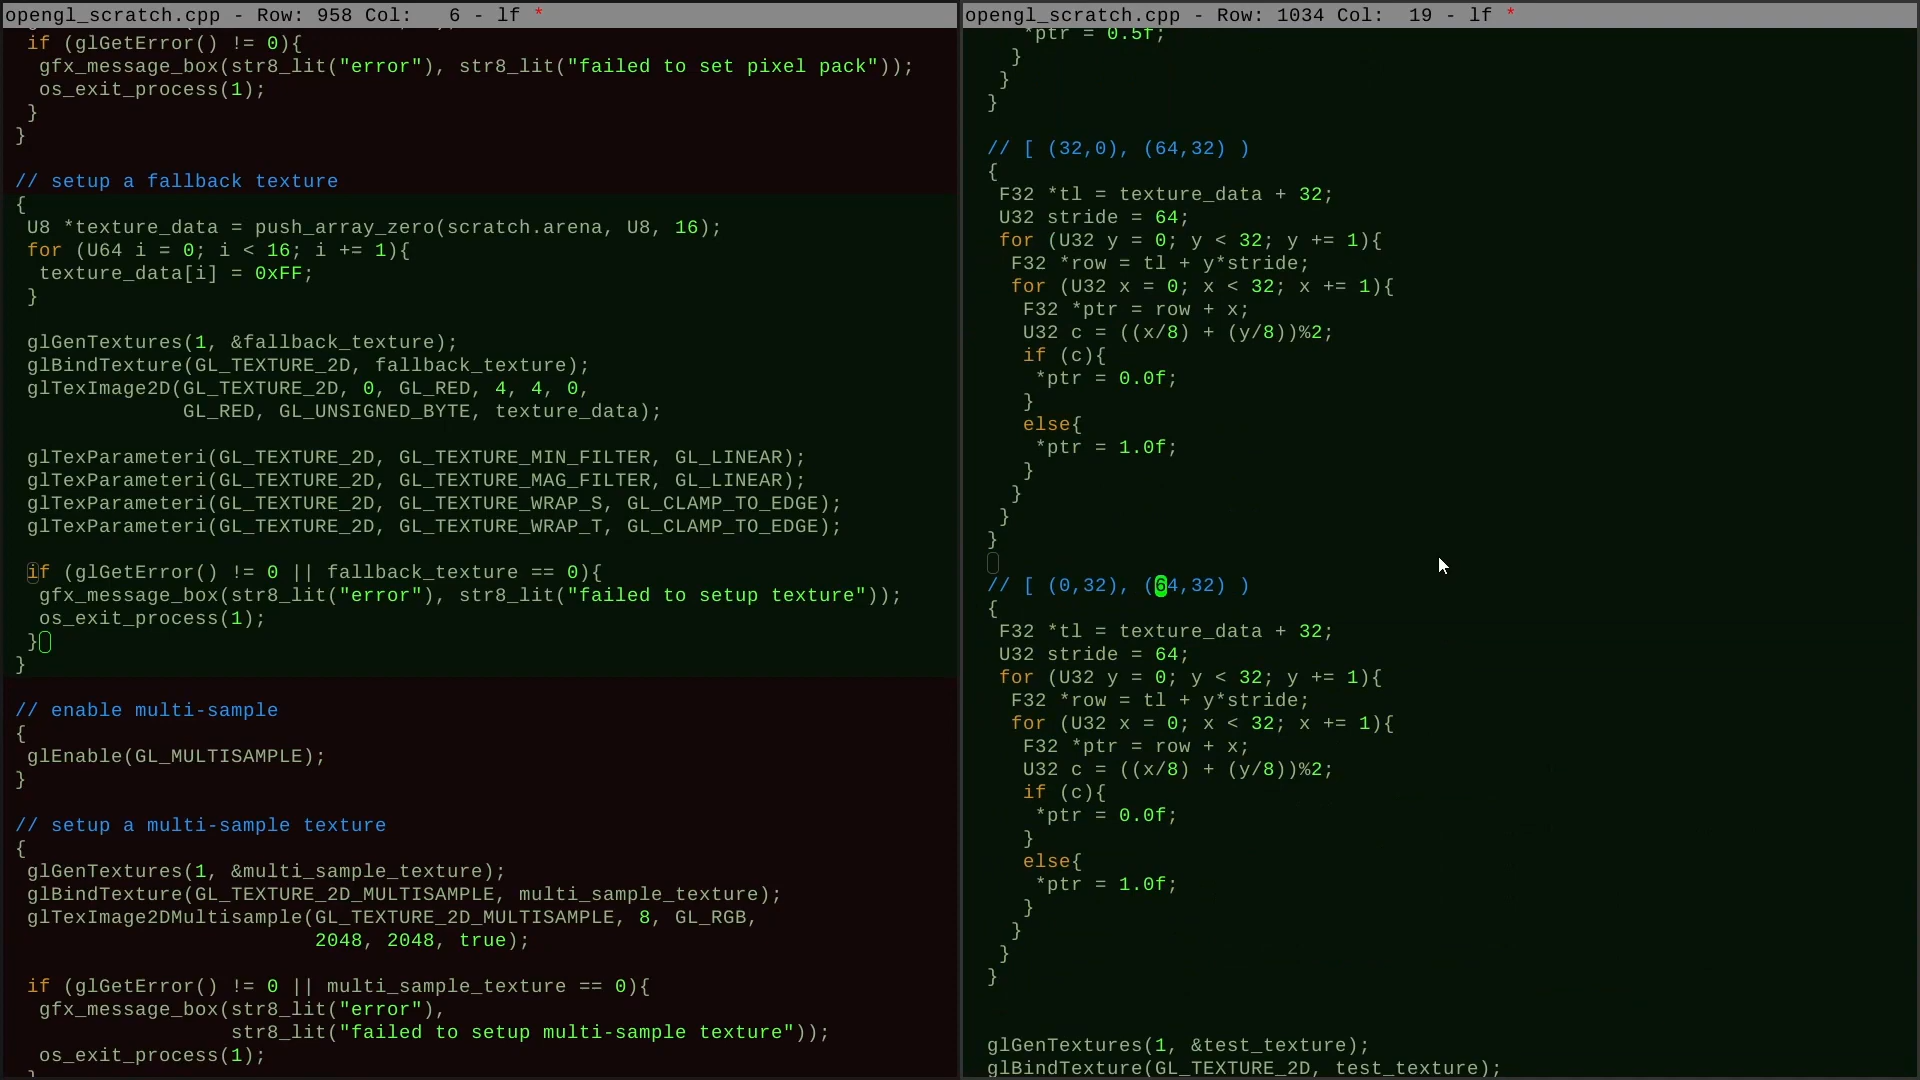 opengl_scratch.cpp - Row: 958 Col:   6 - lf *
if (glGetError() != 0){
gfx_message_box(str8_lit("error"), str8_lit("failed to set pixel pack"));
os_exit_process(1);
}
}
// setup a fallback texture
{
U8 *texture_data = push_array_zero(scratch.arena, U8, 16);
for (U64 i = 0; i < 16; i += 1){
texture_data[i] = 0xFF;
}
glGenTextures(1, &fallback_texture);
glBindTexture(GL_TEXTURE_2D, fallback_texture);
glTexImage2D(GL_TEXTURE_2D, 0, GL_RED, 4, 4, 0,
GL_RED, GL_UNSIGNED_BYTE, texture_data);
glTexParameteri(GL_TEXTURE_2D, GL_TEXTURE_MIN_FILTER, GL_LINEAR);
glTexParameteri(GL_TEXTURE_2D, GL_TEXTURE_MAG_FILTER, GL_LINEAR);
glTexParameteri(GL_TEXTURE_2D, GL_TEXTURE_WRAP_S, GL_CLAMP_TO_EDGE);
glTexParameteri(GL_TEXTURE_2D, GL_TEXTURE_WRAP_T, GL_CLAMP_TO_EDGE);
if (glGetError() != 0 || fallback_texture == 0){
gfx_message_box(str8_lit("error"), str8_lit("failed to setup texture"));
os_exit_process(1);
}
}
// enable multi-sample
{
glEnable(GL_MULTISAMPLE);
}
// setup a multi-sample texture
{
glGenTextures(1, &multi_sample_texture);
glBindTexture(GL_TEXTURE_2D_MULTISAMPLE, multi_sample_texture);
glTexImage2DMultisample(GL_TEXTURE_2D_MULTISAMPLE, 8, GL_RGB,
2048, 2048, true);
if (glGetError() != 0 || multi_sample_texture == 0){
gfx_message_box(str8_lit("error"),
str8_lit("failed to setup multi-sample texture"));
os_exit_process(1);
}
opengl_scratch.cpp - Row: 1034 Col:  19 - lf *
*ptr = 0.5f;
}
}
}
// [ (32,0), (64,32) )
{
F32 *tl = texture_data + 32;
U32 stride = 64;
for (U32 y = 0; y < 32; y += 1){
F32 *row = tl + y*stride;
for (U32 x = 0; x < 32; x += 1){
F32 *ptr = row + x;
U32 c = ((x/8) + (y/8))%2;
if (c){
*ptr = 0.0f;
}
else{
*ptr = 1.0f;
}
}
}
}
// [ (0,32), (64,32) )
{
F32 *tl = texture_data + 32;
U32 stride = 64;
for (U32 y = 0; y < 32; y += 1){
F32 *row = tl + y*stride;
for (U32 x = 0; x < 32; x += 1){
F32 *ptr = row + x;
U32 c = ((x/8) + (y/8))%2;
if (c){
*ptr = 0.0f;
}
else{
*ptr = 1.0f;
}
}
}
}
glGenTextures(1, &test_texture);
glBindTexture(GL_TEXTURE_2D, test_texture);